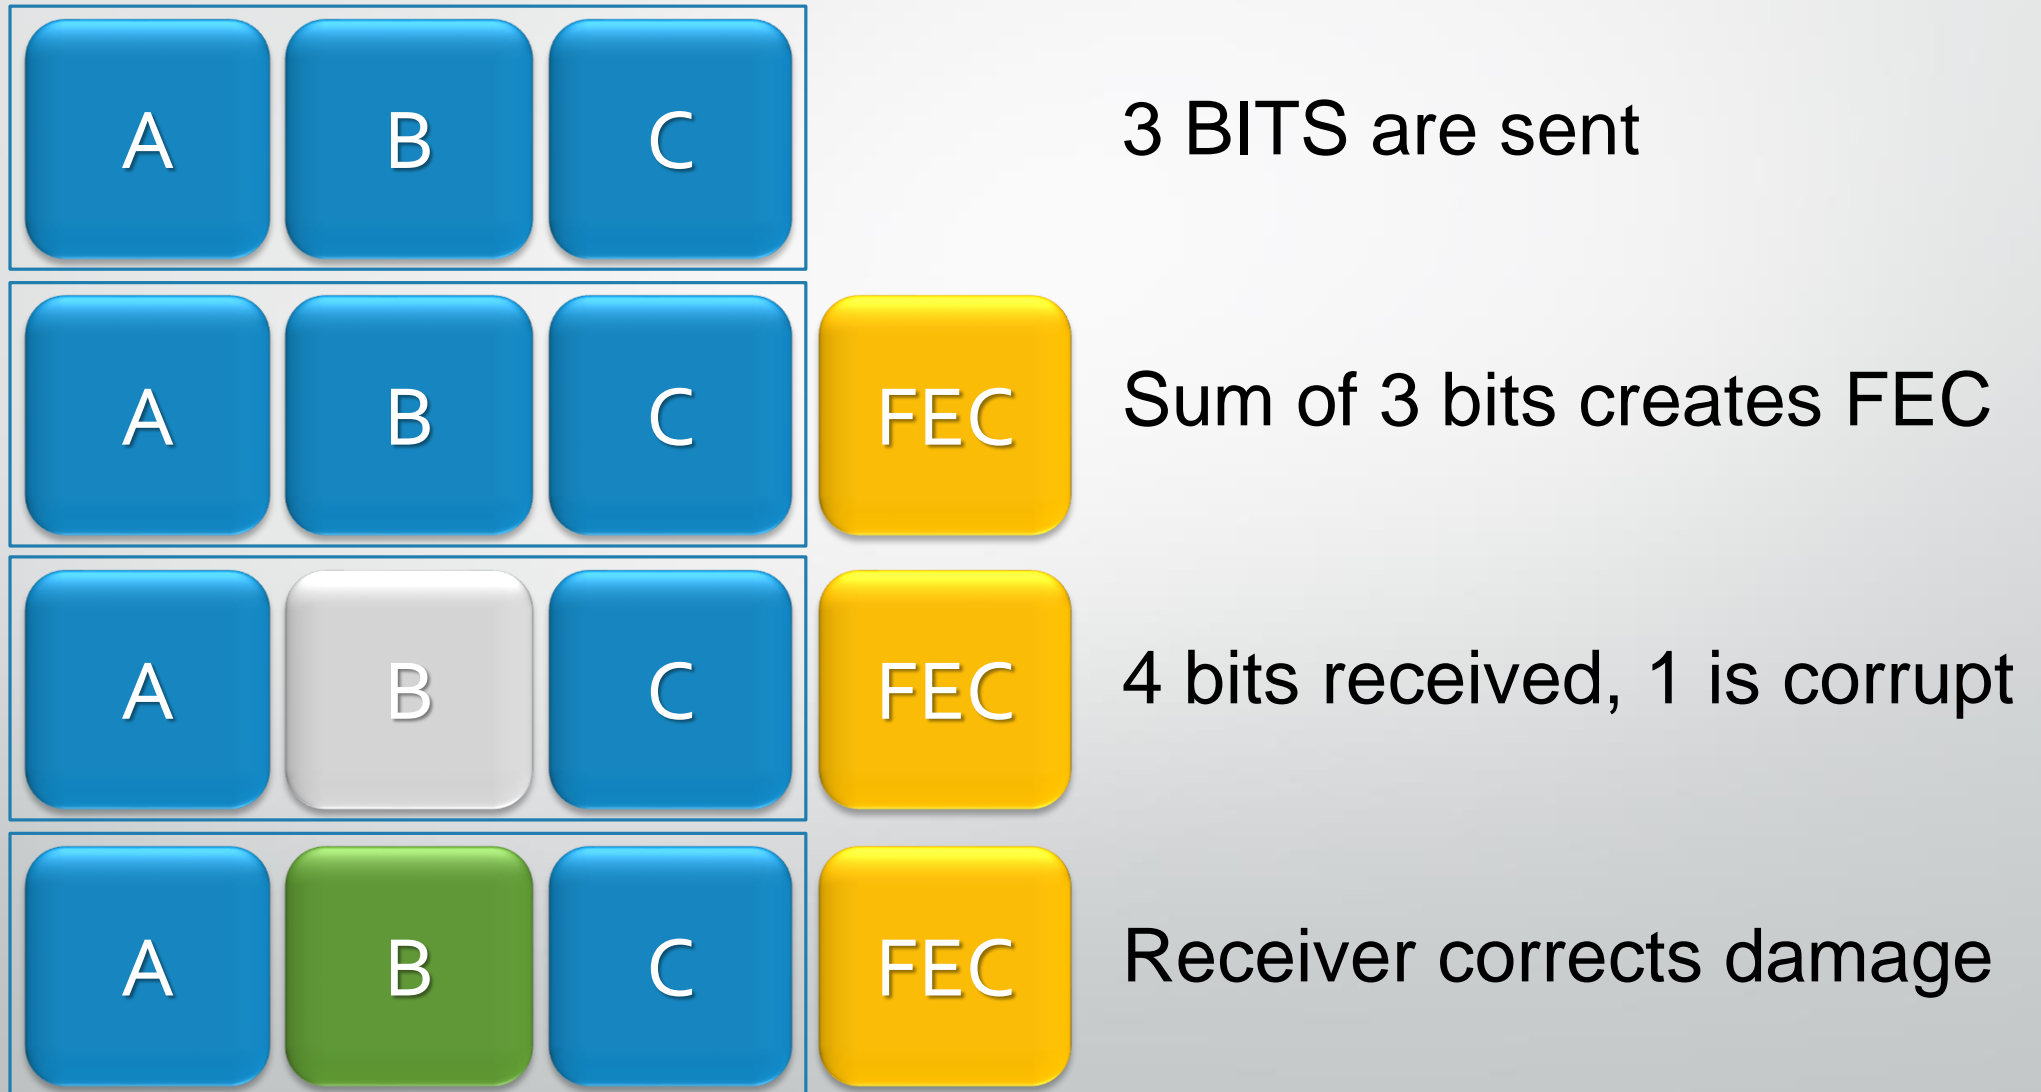 A B C 3 BITS are sent
A B C FEC Sum of 3 bits creates FEC
A B C FEC 4 bits received, 1 is corrupt
A B C FEC Receiver corrects damage